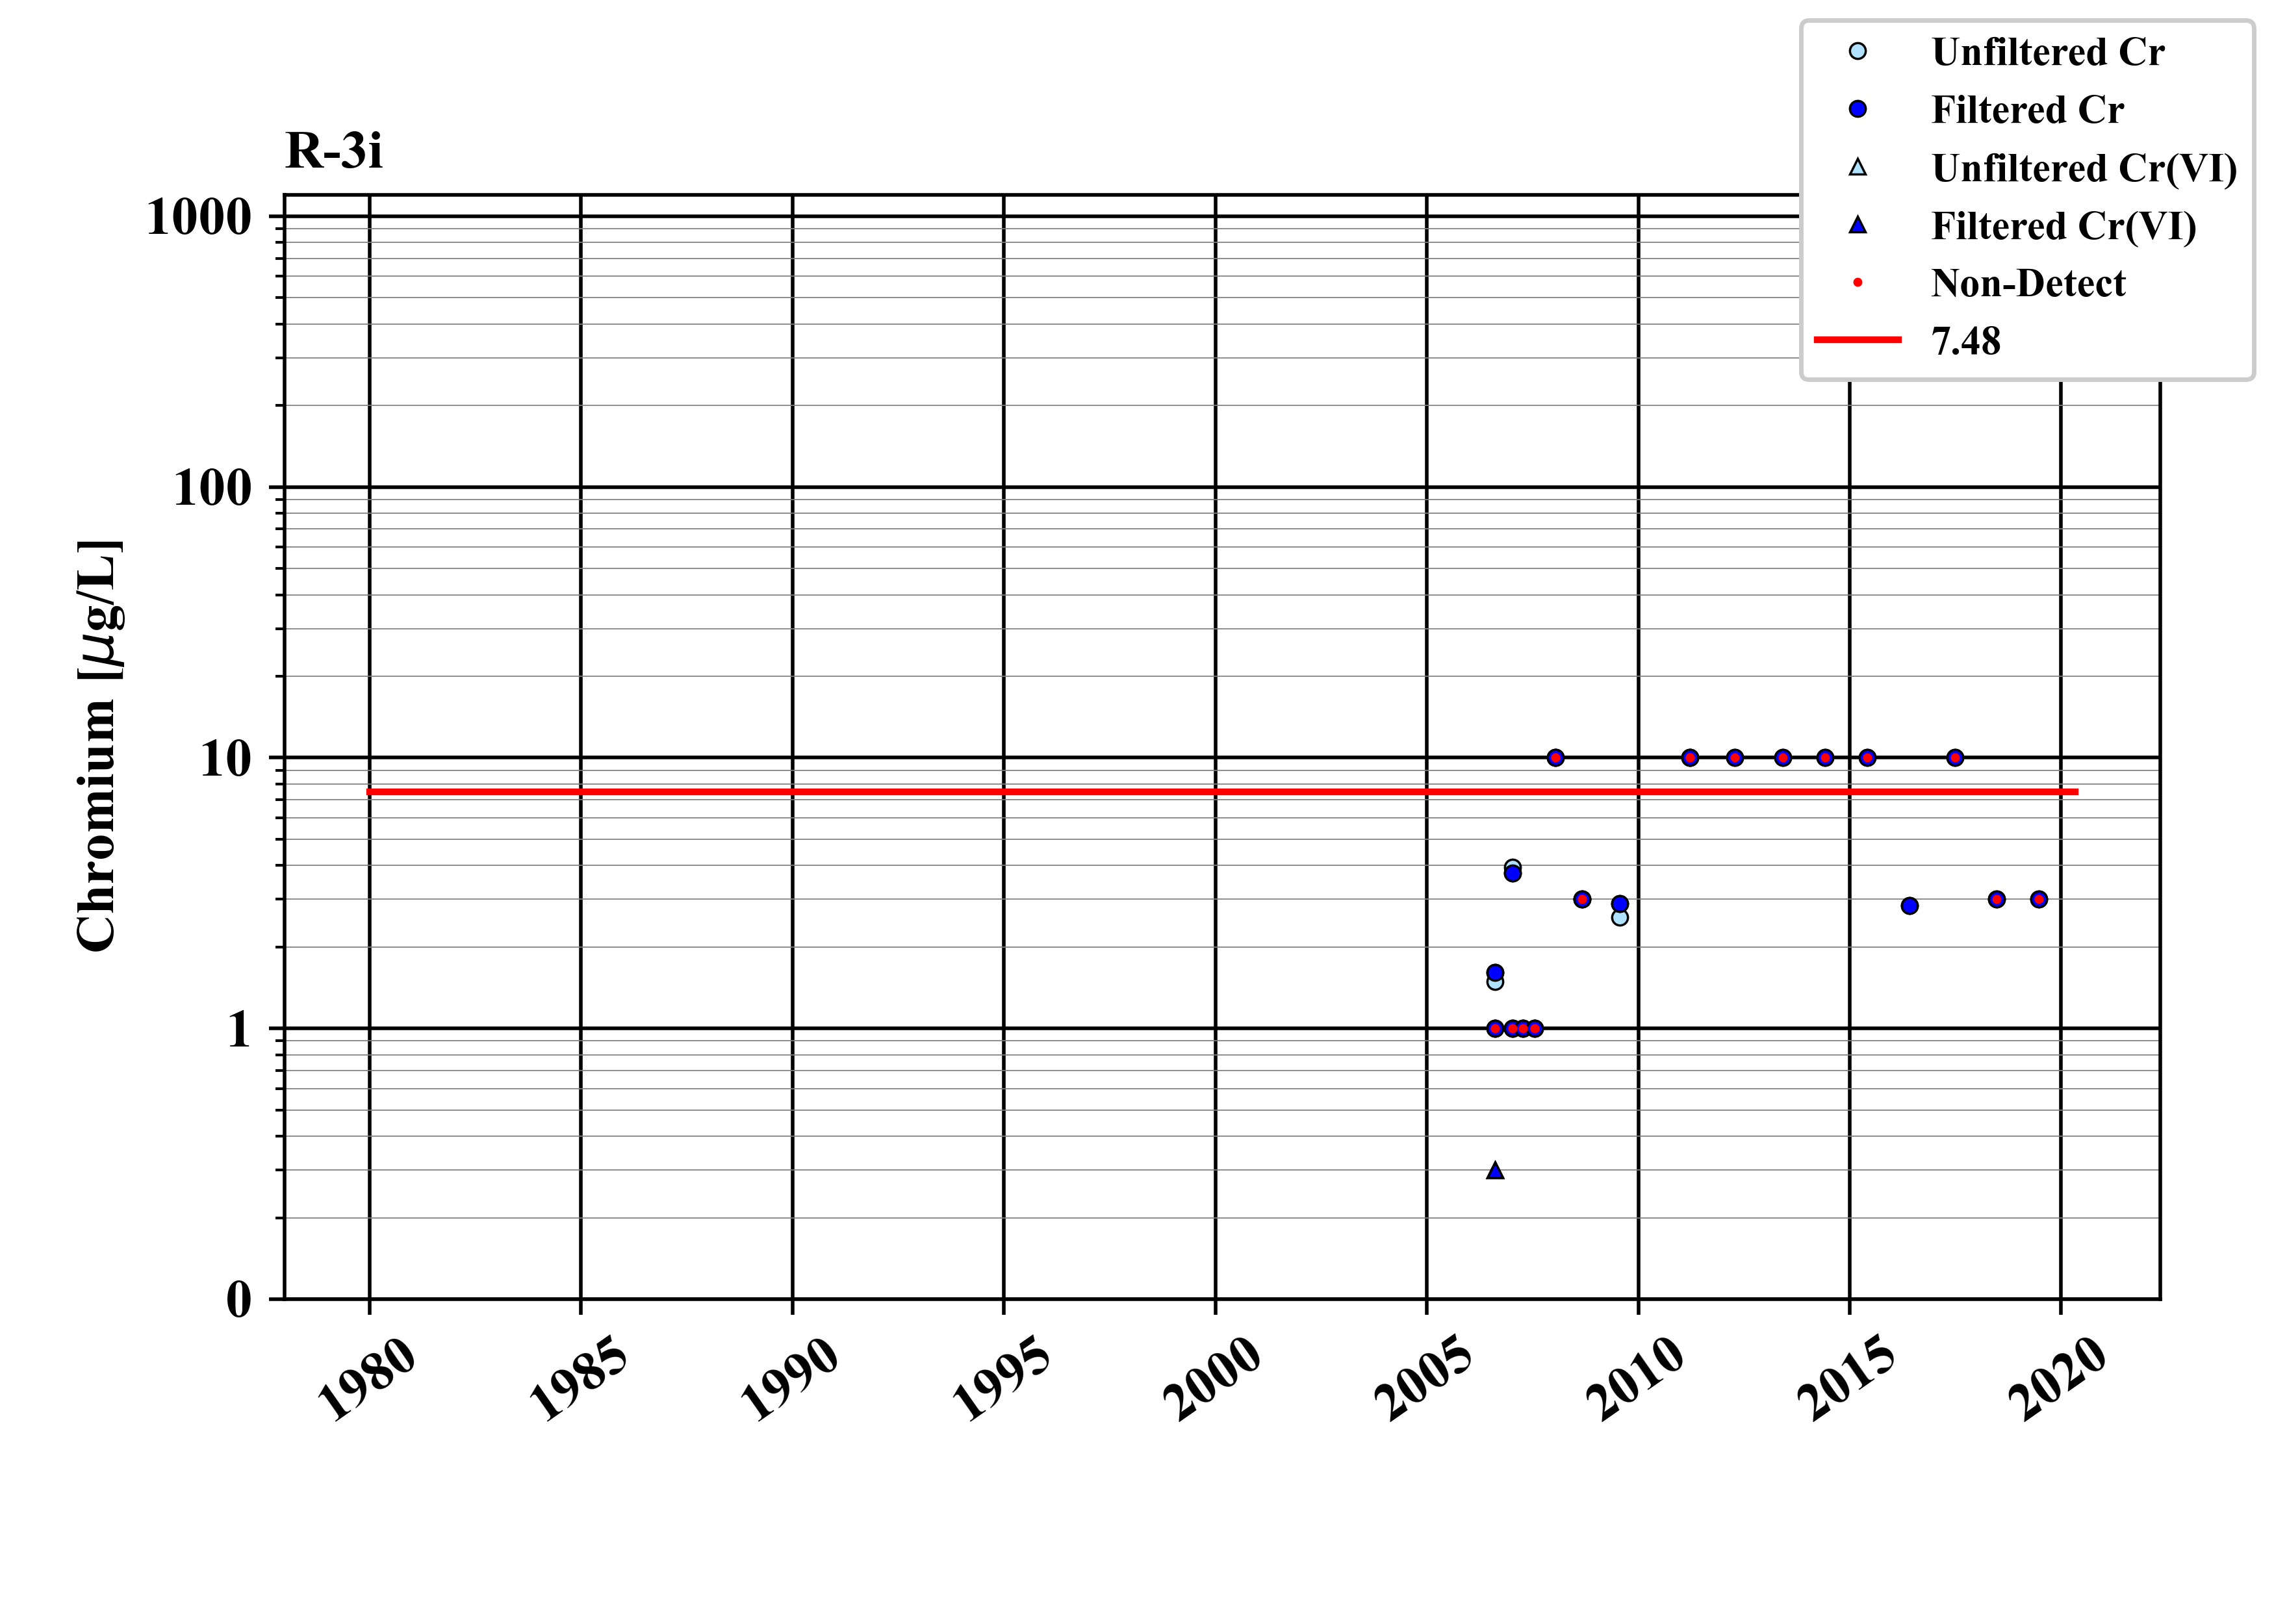 Unfiltered Cr
Filtered Cr
Unfiltered Cr(VI)
Filtered Cr(VI)
Non-Detect
7.48
R-3i
1000
100
10
1
0
Chromium [μg/L]
1980
1985
1990
1995
2000
2005
2010
2015
2020